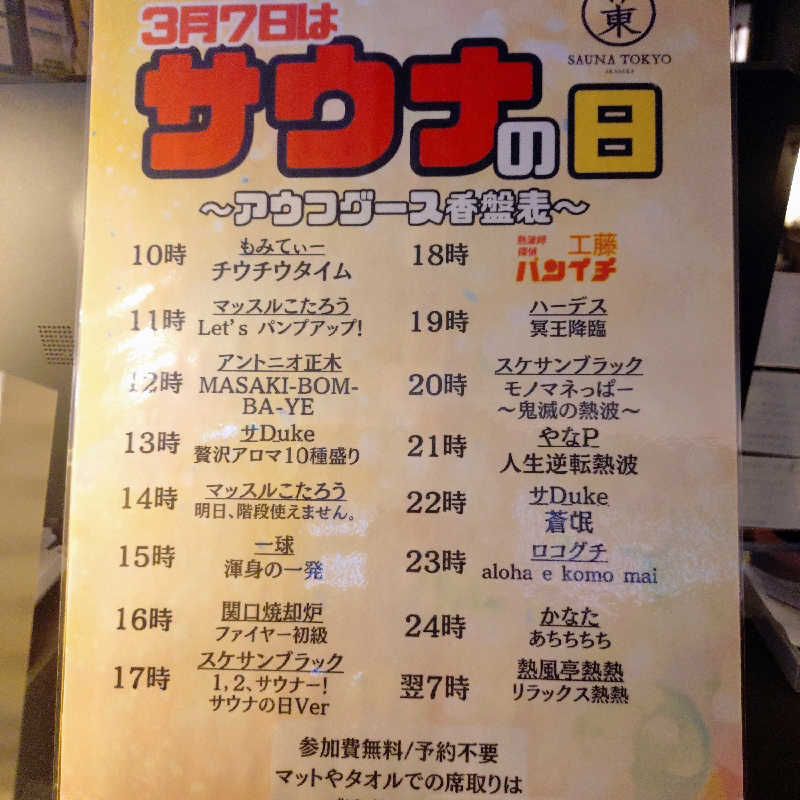 3月7日は
東
SAUNA TOKYO
AKASAKA
サウナの日
～アウフグース香盤表～
10時
もみてぃー
チウチウタイム
11時
マッスルこたろう
Let's パンプアップ!
12時
アントニオ正木
MASAKI-BOM-
BA-YE
13時
サDuke
贅沢アロマ10種盛り
14時
マッスルこたろう
明日、階段使えません。
15時
一球
渾身の一発
16時
関口焼却炉
ファイヤー初級
17時
スケサンブラック
1,2、サウナー!
サウナの日Ver
18時
熱波師
探偵
工藤
パンイチ
19時
ハーデス
冥王降臨
20時
スケサンブラック
モノマネっぱー
～鬼滅の熱波～
21時
やなP
人生逆転熱波
22時
サDuke
蒼氓
23時
ロコグチ
aloha e komo mai
24時
かなた
あちちちち
翌7時
熱風亭熱熱
リラックス熱熱
参加費無料/予約不要
マットやタオルでの席取りは